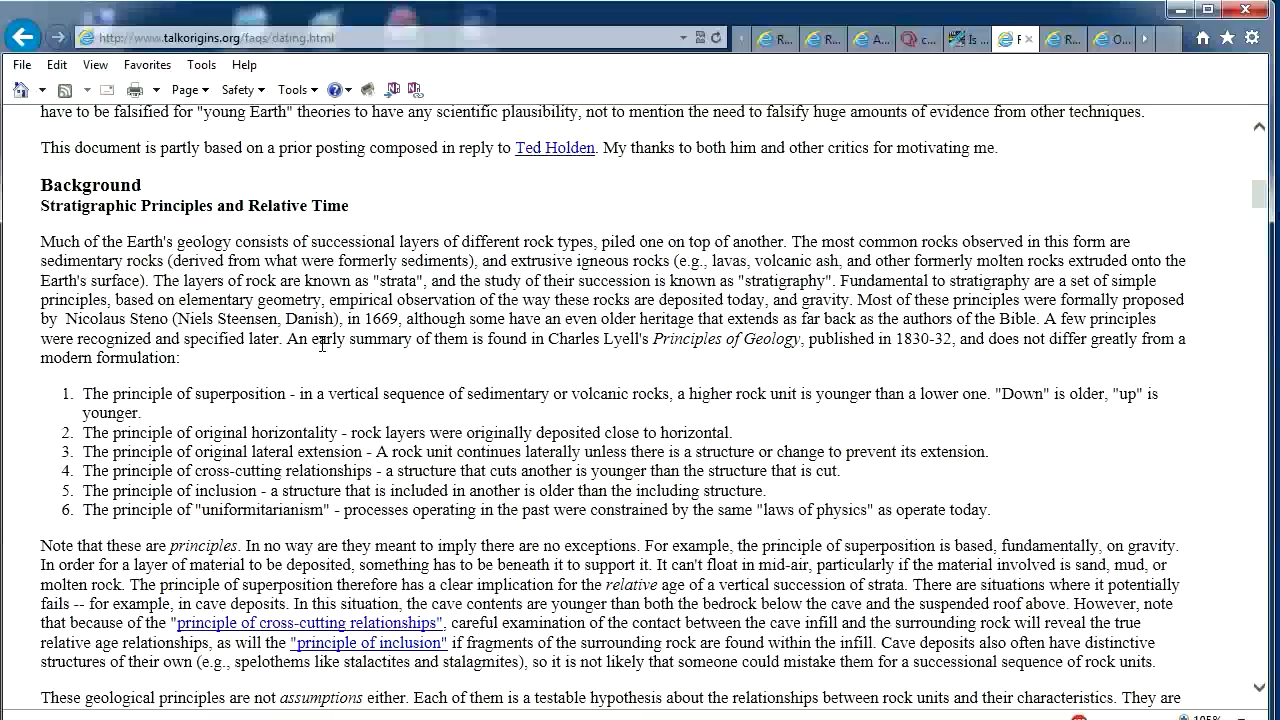 http://www.talkorigins.org/faqs/dating.html
R...
R...
A...
c...
Is ...
F
R...
O...
File Edit View Favorites Tools Help
Page Safety Tools
have to be falsified for "young Earth" theories to have any scientific plausibility, not to mention the need to falsify huge amounts of evidence from other techniques.
This document is partly based on a prior posting composed in reply to Ted Holden. My thanks to both him and other critics for motivating me.
Background
Stratigraphic Principles and Relative Time
Much of the Earth's geology consists of successional layers of different rock types, piled one on top of another. The most common rocks observed in this form are
sedimentary rocks (derived from what were formerly sediments), and extrusive igneous rocks (e.g., lavas, volcanic ash, and other formerly molten rocks extruded onto the
Earth's surface). The layers of rock are known as "strata", and the study of their succession is known as "stratigraphy". Fundamental to stratigraphy are a set of simple
principles, based on elementary geometry, empirical observation of the way these rocks are deposited today, and gravity. Most of these principles were formally proposed
by Nicolaus Steno (Niels Steensen, Danish), in 1669, although some have an even older heritage that extends as far back as the authors of the Bible. A few principles
were recognized and specified later. An early summary of them is found in Charles Lyell's Principles of Geology, published in 1830-32, and does not differ greatly from a
modern formulation:
1. The principle of superposition - in a vertical sequence of sedimentary or volcanic rocks, a higher rock unit is younger than a lower one. "Down" is older, "up" is
younger.
2. The principle of original horizontality - rock layers were originally deposited close to horizontal.
3. The principle of original lateral extension - A rock unit continues laterally unless there is a structure or change to prevent its extension.
4. The principle of cross-cutting relationships - a structure that cuts another is younger than the structure that is cut.
5. The principle of inclusion - a structure that is included in another is older than the including structure.
6. The principle of "uniformitarianism" - processes operating in the past were constrained by the same "laws of physics" as operate today.
Note that these are principles. In no way are they meant to imply there are no exceptions. For example, the principle of superposition is based, fundamentally, on gravity.
In order for a layer of material to be deposited, something has to be beneath it to support it. It can't float in mid-air, particularly if the material involved is sand, mud, or
molten rock. The principle of superposition therefore has a clear implication for the relative age of a vertical succession of strata. There are situations where it potentially
fails -- for example, in cave deposits. In this situation, the cave contents are younger than both the bedrock below the cave and the suspended roof above. However, note
that because of the "principle of cross-cutting relationships", careful examination of the contact between the cave infill and the surrounding rock will reveal the true
relative age relationships, as will the "principle of inclusion" if fragments of the surrounding rock are found within the infill. Cave deposits also often have distinctive
structures of their own (e.g., spelothems like stalactites and stalagmites), so it is not likely that someone could mistake them for a successional sequence of rock units.
These geological principles are not assumptions either. Each of them is a testable hypothesis about the relationships between rock units and their characteristics. They are
105%